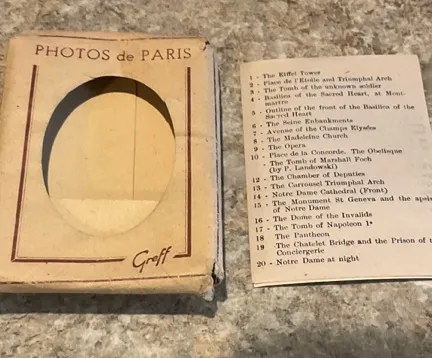 PHOTOS de PARIS
Greff
1 - The Eiffel Tower
2 - Place de l'Etoile and Triumphal Arch
3 - The Tomb of the unknown soldier
4 - Basilica of the Sacred Heart, at Mont-
martre
5 - Outline of the front of the Basilica of the
Sacred Heart
6 - The Seine Enbankments
7 - Avenue of the Champs Elysées
8 - The Madeleine Church
9 - The Opera
10 - Place de la Concorde. The Obelisque
The Tomb of Marshall Foch
(by P. Landowski)
12 - The Chamber of Deputies
13 - The Carrousel Triumphal Arch
14 - Notre Dame Cathedral (Front)
15 - The Monument St Geneva and the apsis
of Notre Dame
16 - The Dome of the Invalids
17 - The Tomb of Napoleon 1º
18 The Pantheon
19 The Chatelet Bridge and the Prison of
Conciergerie
20 - Notre Dame at night